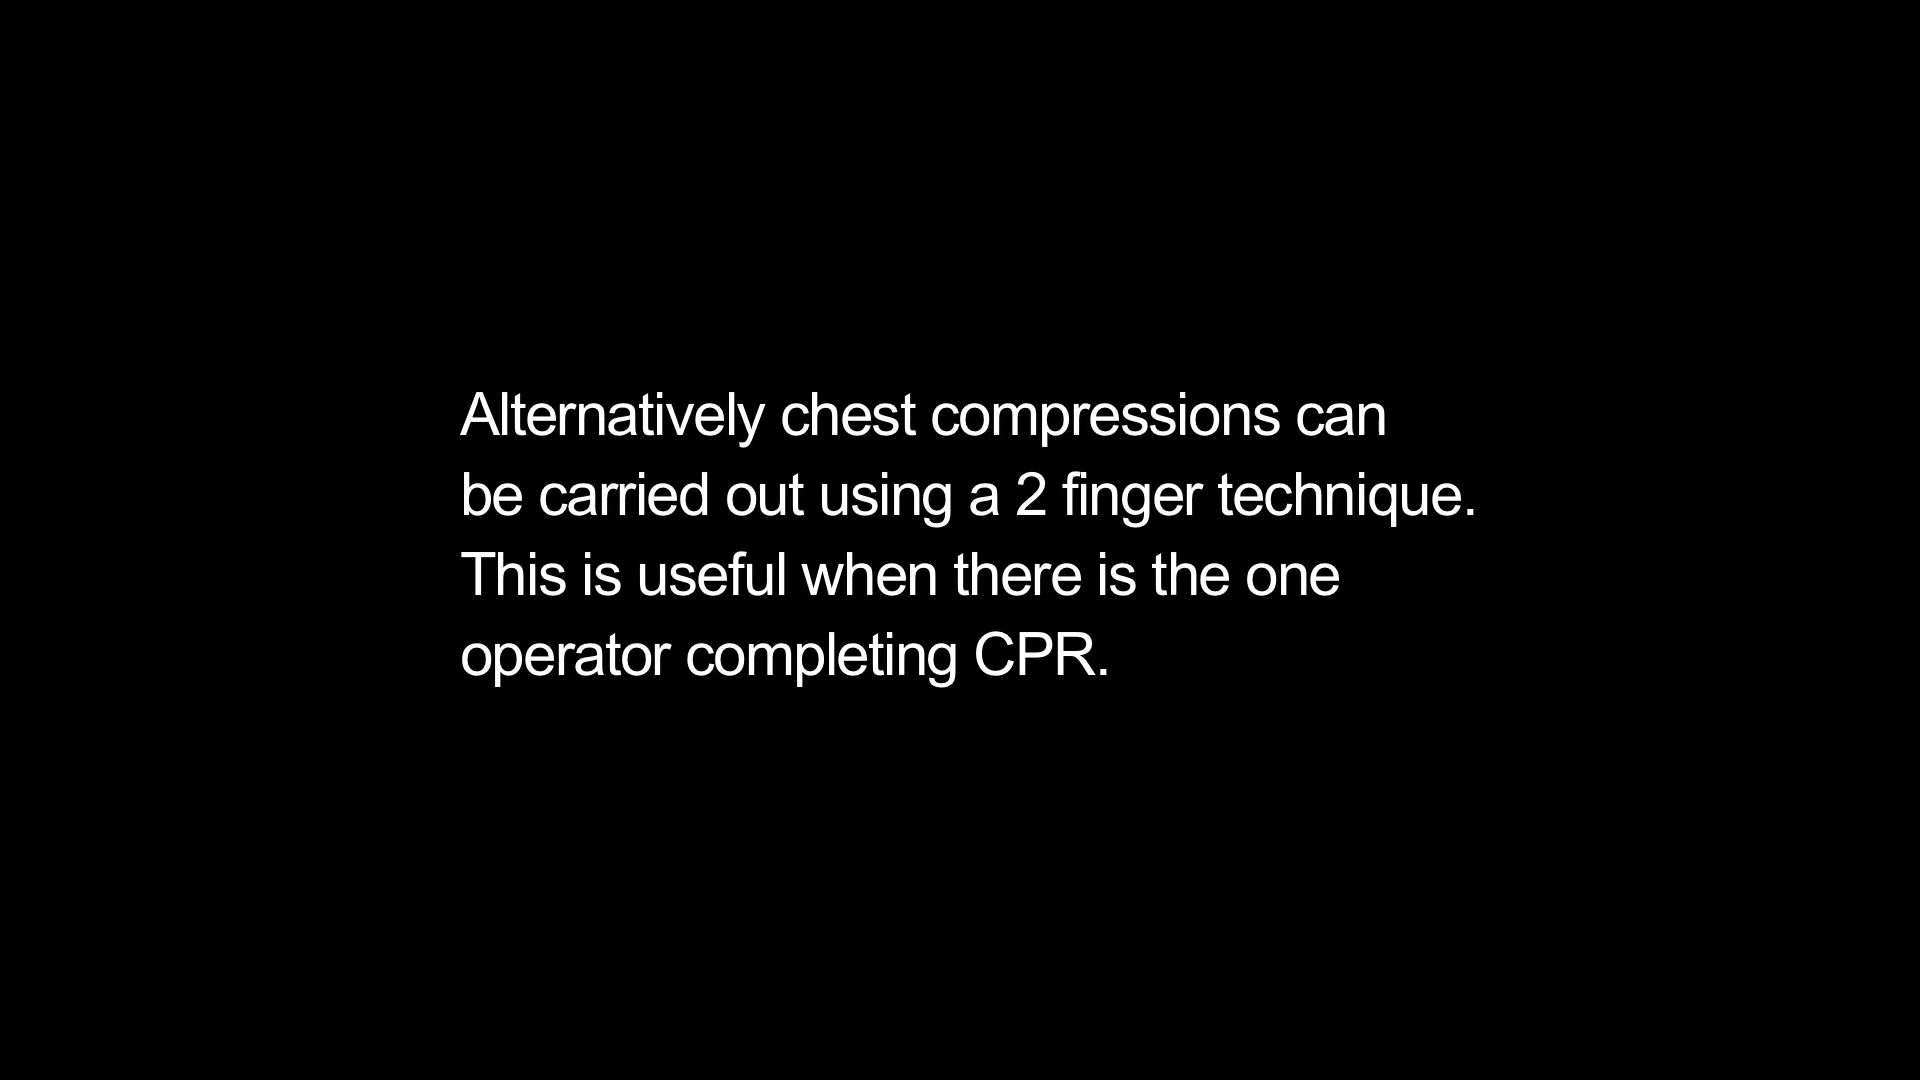 Alternatively chest compressions can
be carried out using a 2 finger technique.
This is useful when there is the one
operator completing CPR.